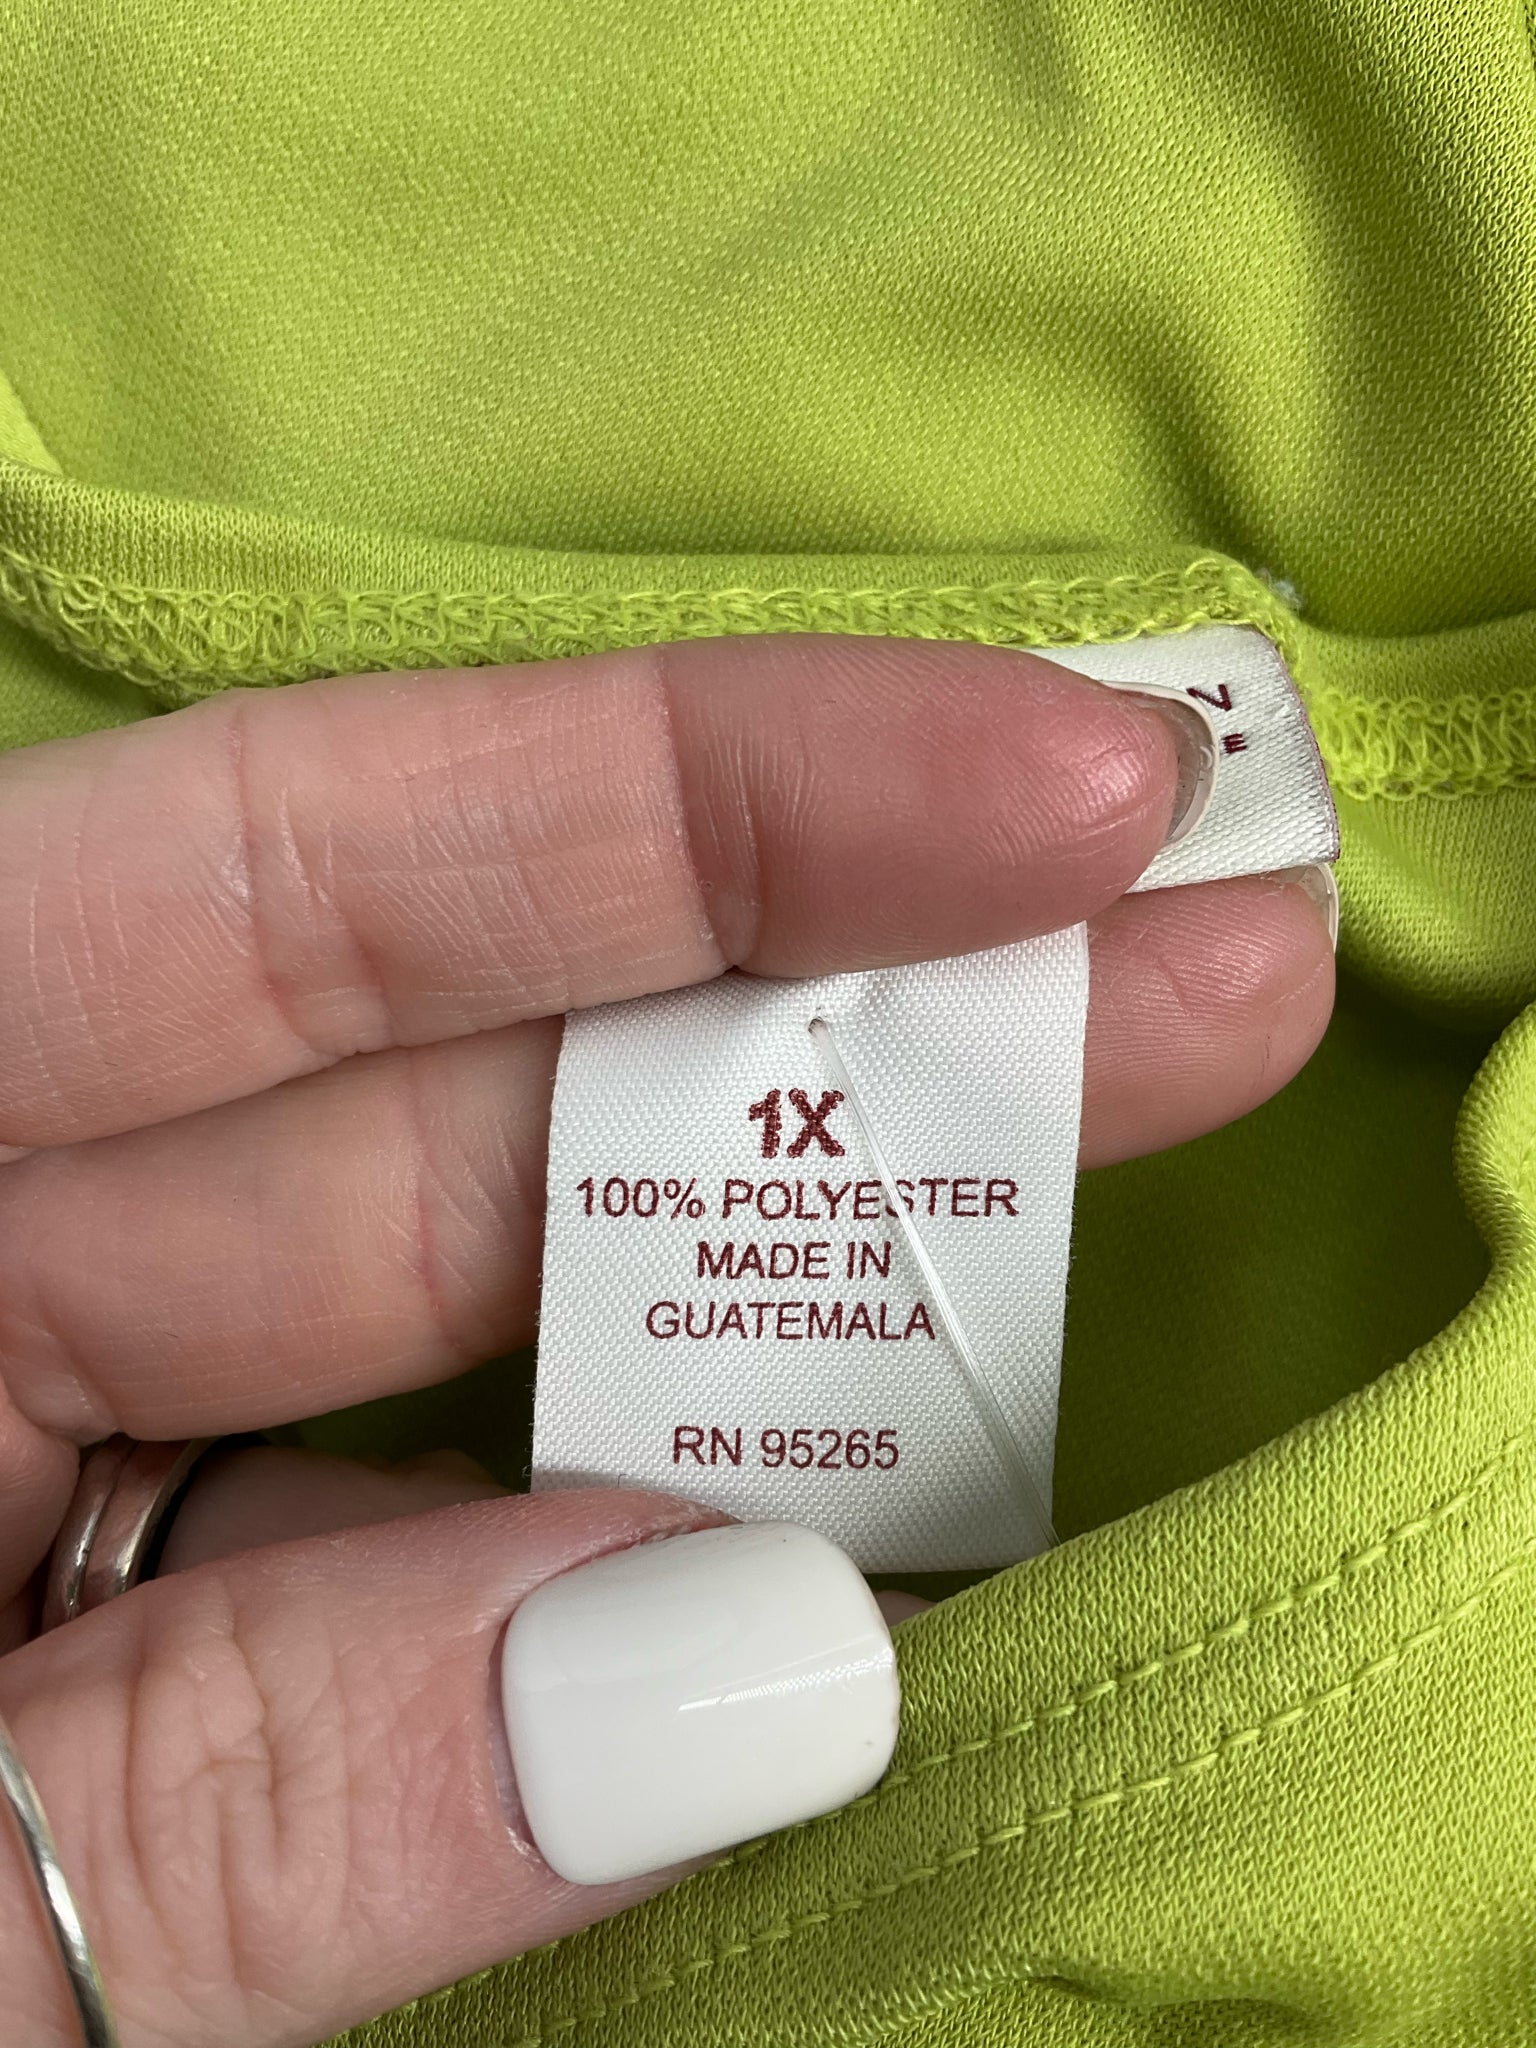 1X
100% POLYESTER
MADE IN
GUATEMALA
RN 95265